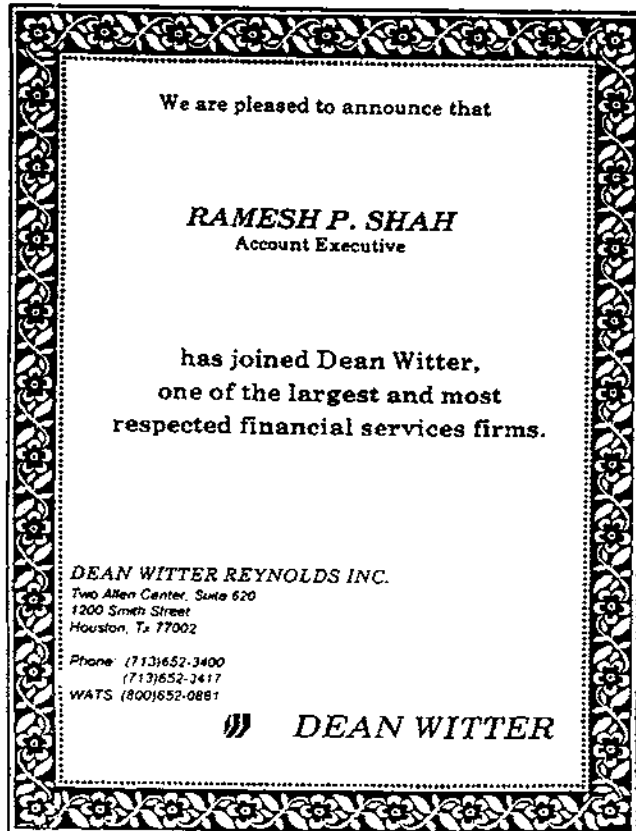 We are pleased to announce that
RAMESH P. SHAH
Account Executive
has joined Dean Witter,
one of the largest and most
respected financial services firms.
DEAN WITTER REYNOLDS INC.
Two Allen Center, Suite 620
1200 Smith Street
Houston, Tx 77002
Phone: (713)652-3400
(713)652-3417
WATS (800)652-0881
DEAN WITTER